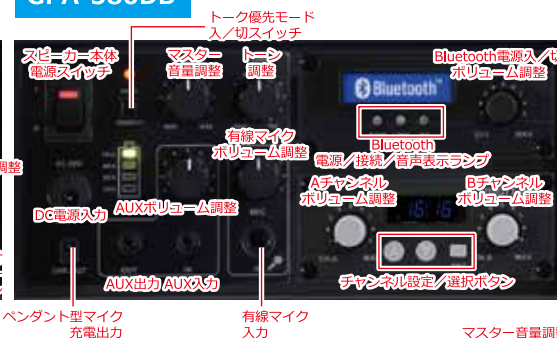 トーク優先モード
入／切スイッチ
スピーカー本体
電源スイッチ
マスター
音量調整
トーン
調整
Bluetooth電源入／切
ボリューム調整
Bluetooth
有線マイク
ボリューム調整
Bluetooth
電源／接続／音声表示ランプ
調整
Aチャンネル
ボリューム調整
Bチャンネル
ボリューム調整
16:16
DC電源入力
AUXボリューム調整
AUX出力 AUX入力
チャンネル設定／選択ボタン
ペンダント型マイク
充電出力
有線マイク
入力
マスター音量調